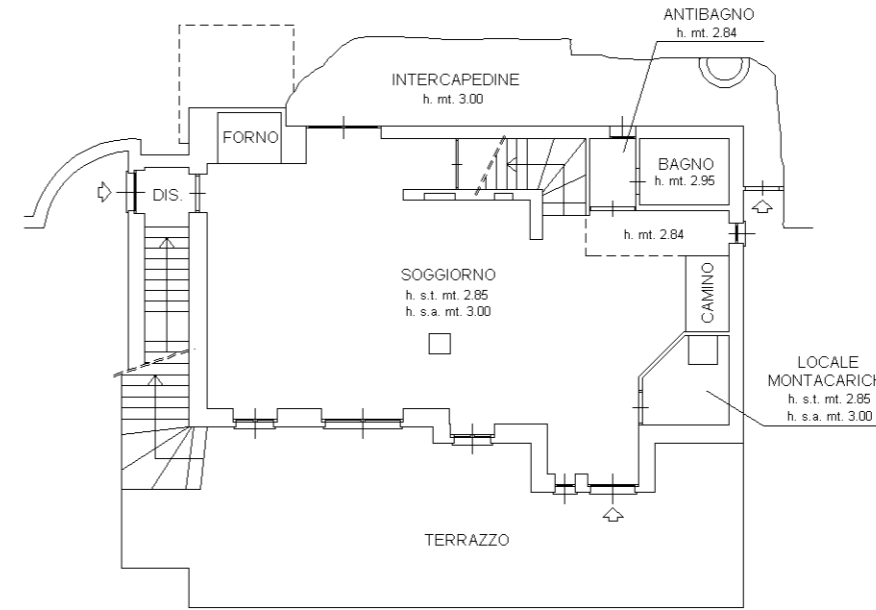 ANTIBAGNO
h. mt. 2.84
INTERCAPEDINE
h. mt. 3.00
FORNO
BAGNO
h. mt. 2.95
DIS.
h. mt. 2.84
SOGGIORNO
h. s.t. mt. 2.85
h. s.a. mt. 3.00
CAMINO
LOCALE
MONTACARICH
h. s.t. mt. 2.85
h. s.a. mt. 3.00
TERRAZZO